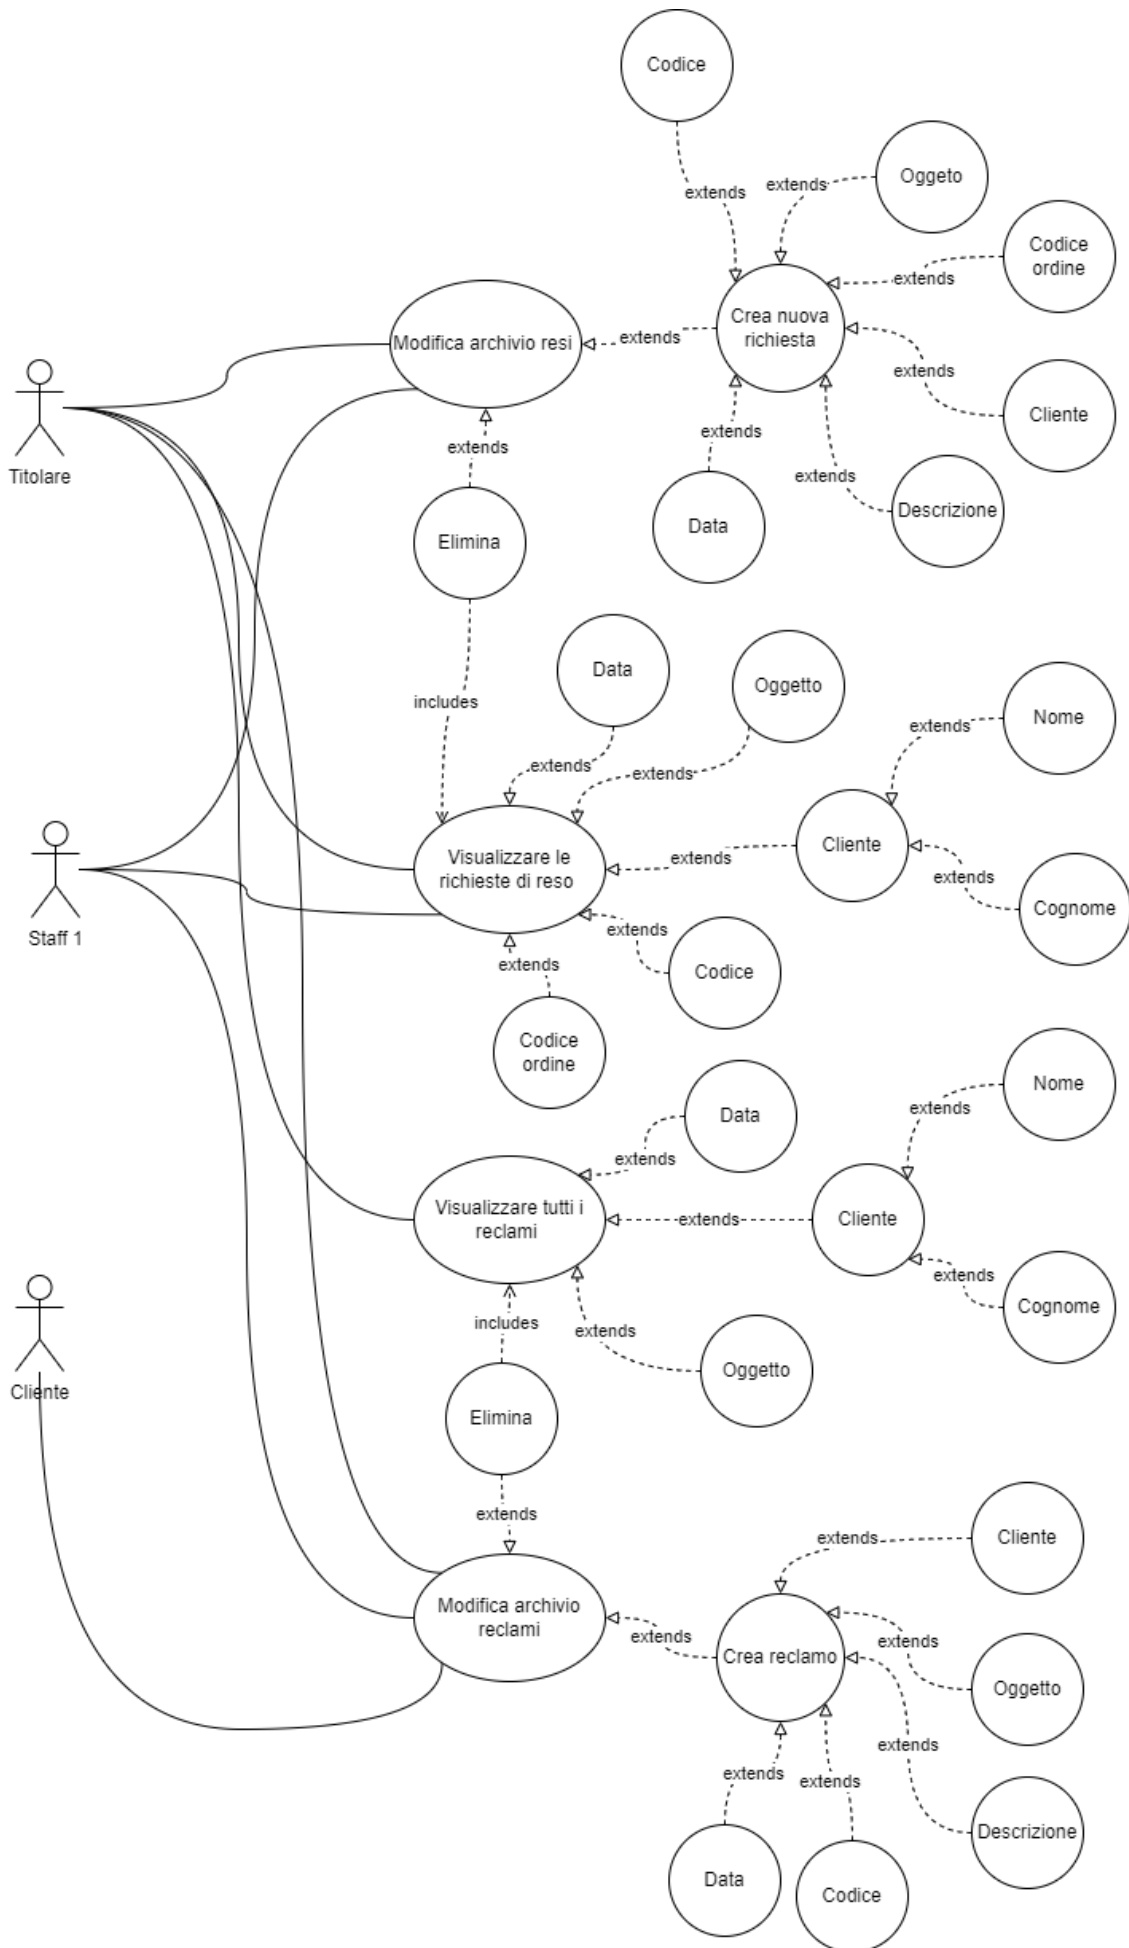 Codice
extends
Oggeto
extends
Codice
ordine
extends
Crea nuova
richiesta
Modifica archivio resi
extends
extends
Cliente
Titolare
extends
extends
extends
Data
Descrizione
Elimina
includes
Data
Oggetto
extends
extends
Nome
extends
Visualizzare le
richieste di reso
extends
Cliente
extends
Cognome
Staff 1
extends
Codice
extends
Codice
ordine
Data
extends
Nome
extends
Visualizzare tutti i
reclami
extends
Cliente
extends
Cognome
includes
extends
Oggetto
Cliente
Elimina
extends
extends
Cliente
Modifica archivio
reclami
extends
Crea reclamo
extends
Oggetto
extends
extends
extends
Descrizione
Data
Codice